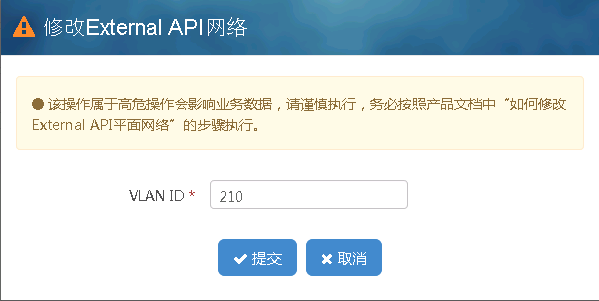 修改External API网络
该操作属于高危操作会影响业务数据，请谨慎执行，务必按照产品文档中“如何修改
External API平面网络”的步骤执行。
VLAN ID * 210
提交 取消